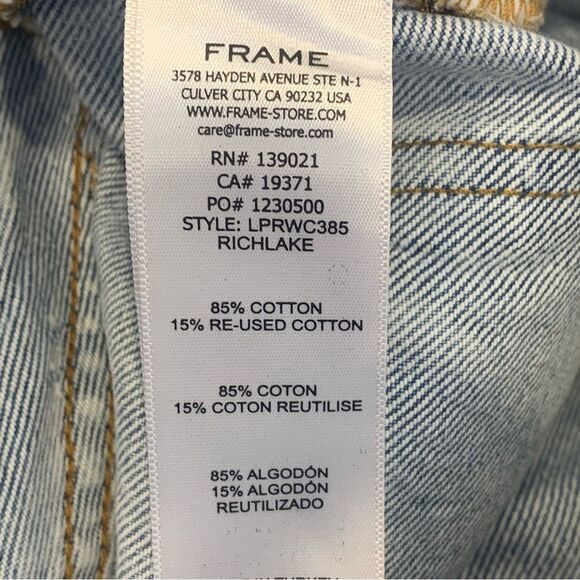 FRAME
3578 HAYDEN AVENUE STE N-1
CULVER CITY CA 90232 USA
WWW.FRAME-STORE.COM
care@frame-store.com
RN# 139021
CA# 19371
PO# 1230500
STYLE: LPRWC385
RICHLAKE
85% COTTON
15% RE-USED COTTON
85% COTON
15% COTON REUTILISE
85% ALGODÓN
15% ALGODÓN
REUTILIZADO